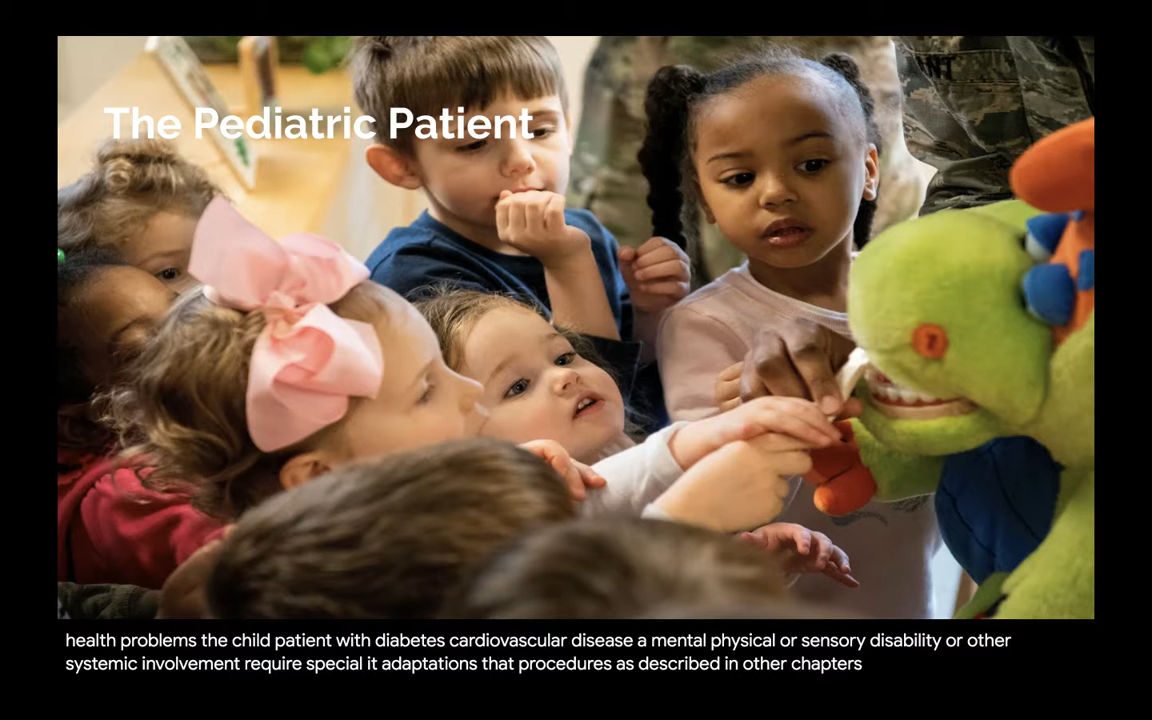 The Pediatric Patient
health problems the child patient with diabetes cardiovascular disease a mental physical or sensory disability or other
systemic involvement require special it adaptations that procedures as described in other chapters